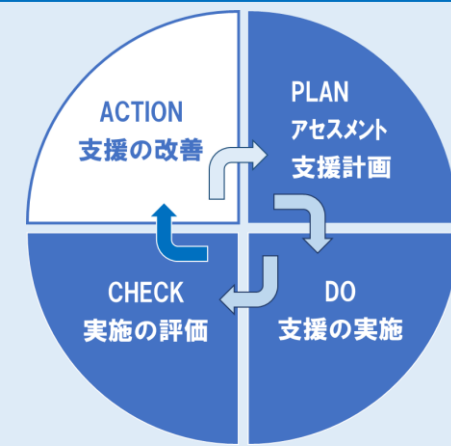 ACTION
支援の改善
PLAN
アセスメント
支援計画
CHECK
実施の評価
DO
支援の実施